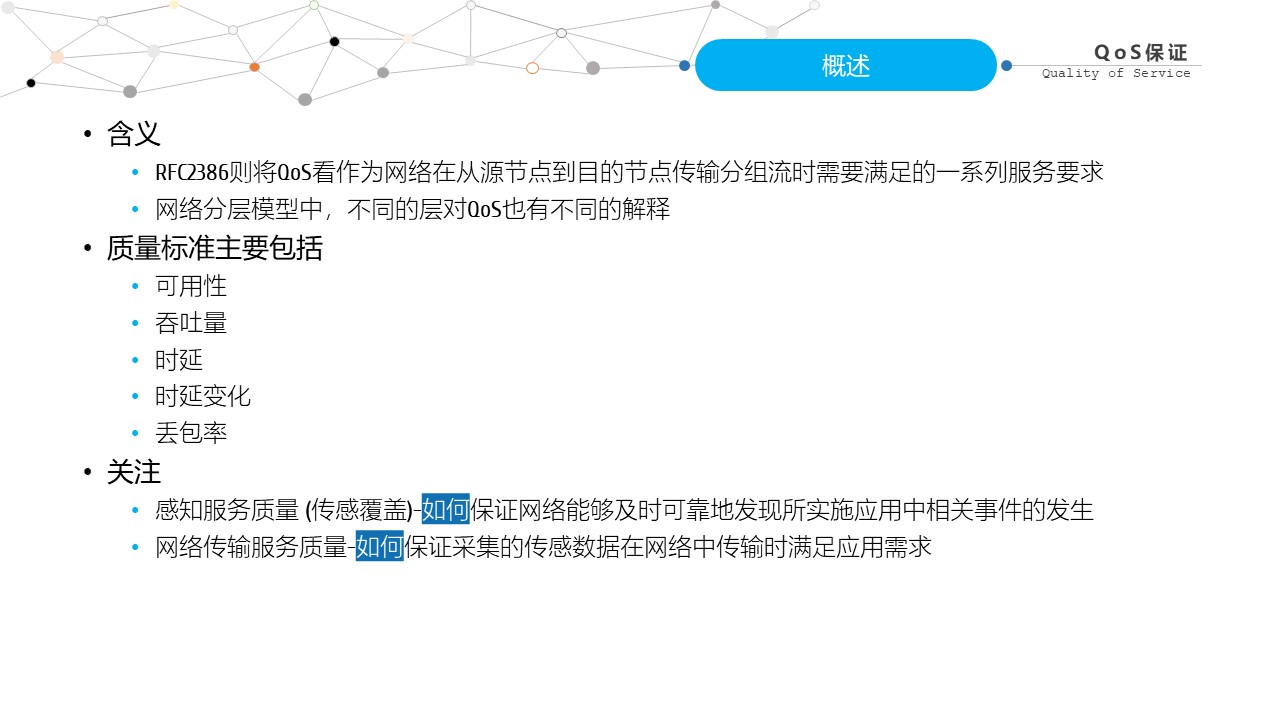 概述
QoS保证
Quality of Service
• 含义
• RFC2386则将QoS看作为网络在从源节点到目的节点传输分组流时需要满足的一系列服务要求
• 网络分层模型中，不同的层对QoS也有不同的解释
• 质量标准主要包括
• 可用性
• 吞吐量
• 时延
• 时延变化
• 丢包率
• 关注
• 感知服务质量 (传感覆盖)-如何保证网络能够及时可靠地发现所实施应用中相关事件的发生
• 网络传输服务质量-如何保证采集的传感数据在网络中传输时满足应用需求